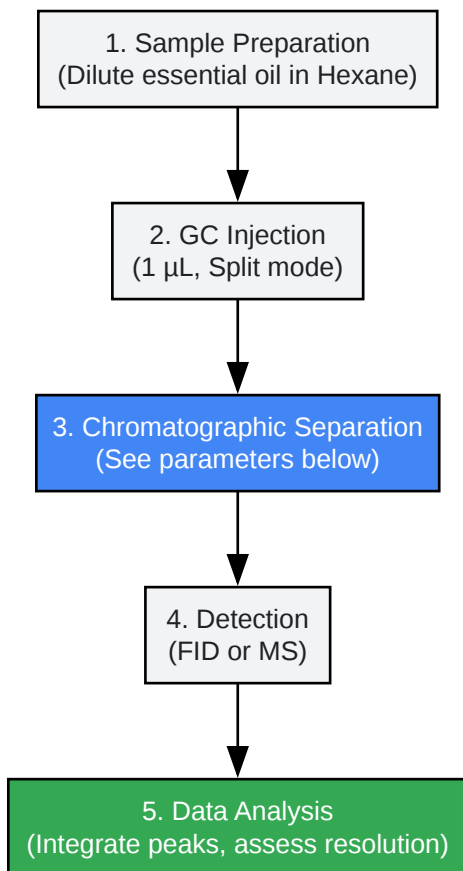 1. Sample Preparation
(Dilute essential oil in Hexane)
2. GC Injection
(1 µL, Split mode)
3. Chromatographic Separation
(See parameters below)
4. Detection
(FID or MS)
5. Data Analysis
(Integrate peaks, assess resolution)